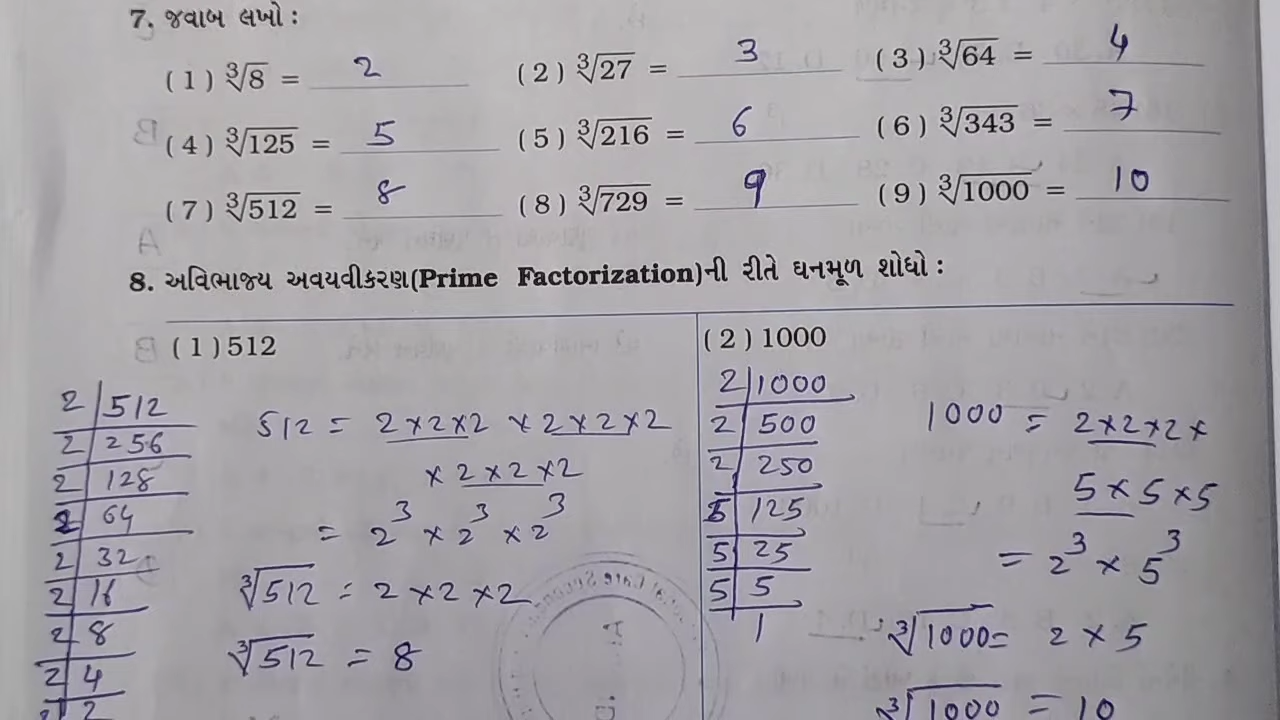 7. જવાબ લખો :
(1) ∛8 = 2 (2) ∛27 = 3 (3) ∛64 = 4
(4) ∛125 = 5 (5) ∛216 = 6 (6) ∛343 = 7
(7) ∛512 = 8 (8) ∛729 = 9 (9) ∛1000 = 10
8. અવિભાજ્ય અવયવીકરણ(Prime Factorization)ની રીતે ઘનમૂળ શોધો :
(1) 512
2 | 512
2 | 256
2 | 128
2 | 64
2 | 32
2 | 16
2 | 8
2 | 4
2 | 2
512 = 2 × 2 × 2 × 2 × 2 × 2
× 2 × 2 × 2
= 2³ × 2³ × 2³
∛512 = 2 × 2 × 2
∛512 = 8
(2) 1000
2 | 1000
2 | 500
2 | 250
5 | 125
5 | 25
5 | 5
1
1000 = 2 × 2 × 2 ×
5 × 5 × 5
= 2³ × 5³
∛1000 = 2 × 5
∛1000 = 10